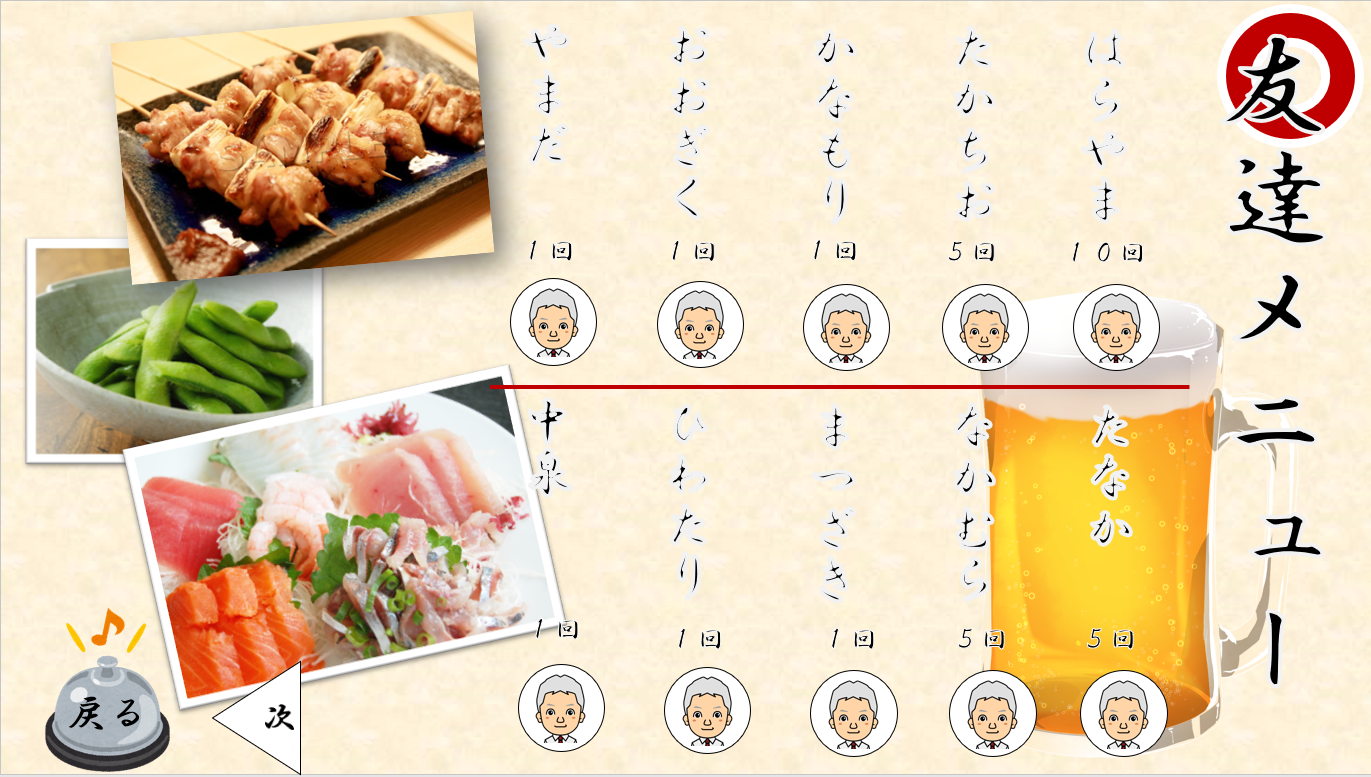 友達メニュー
はらやま
10回
たかちお
5回
かなもり
1回
おおぎく
1回
やまだ
1回
たなか
5回
なかむら
5回
まつざき
1回
ひわたり
1回
中泉
1回
戻る
次